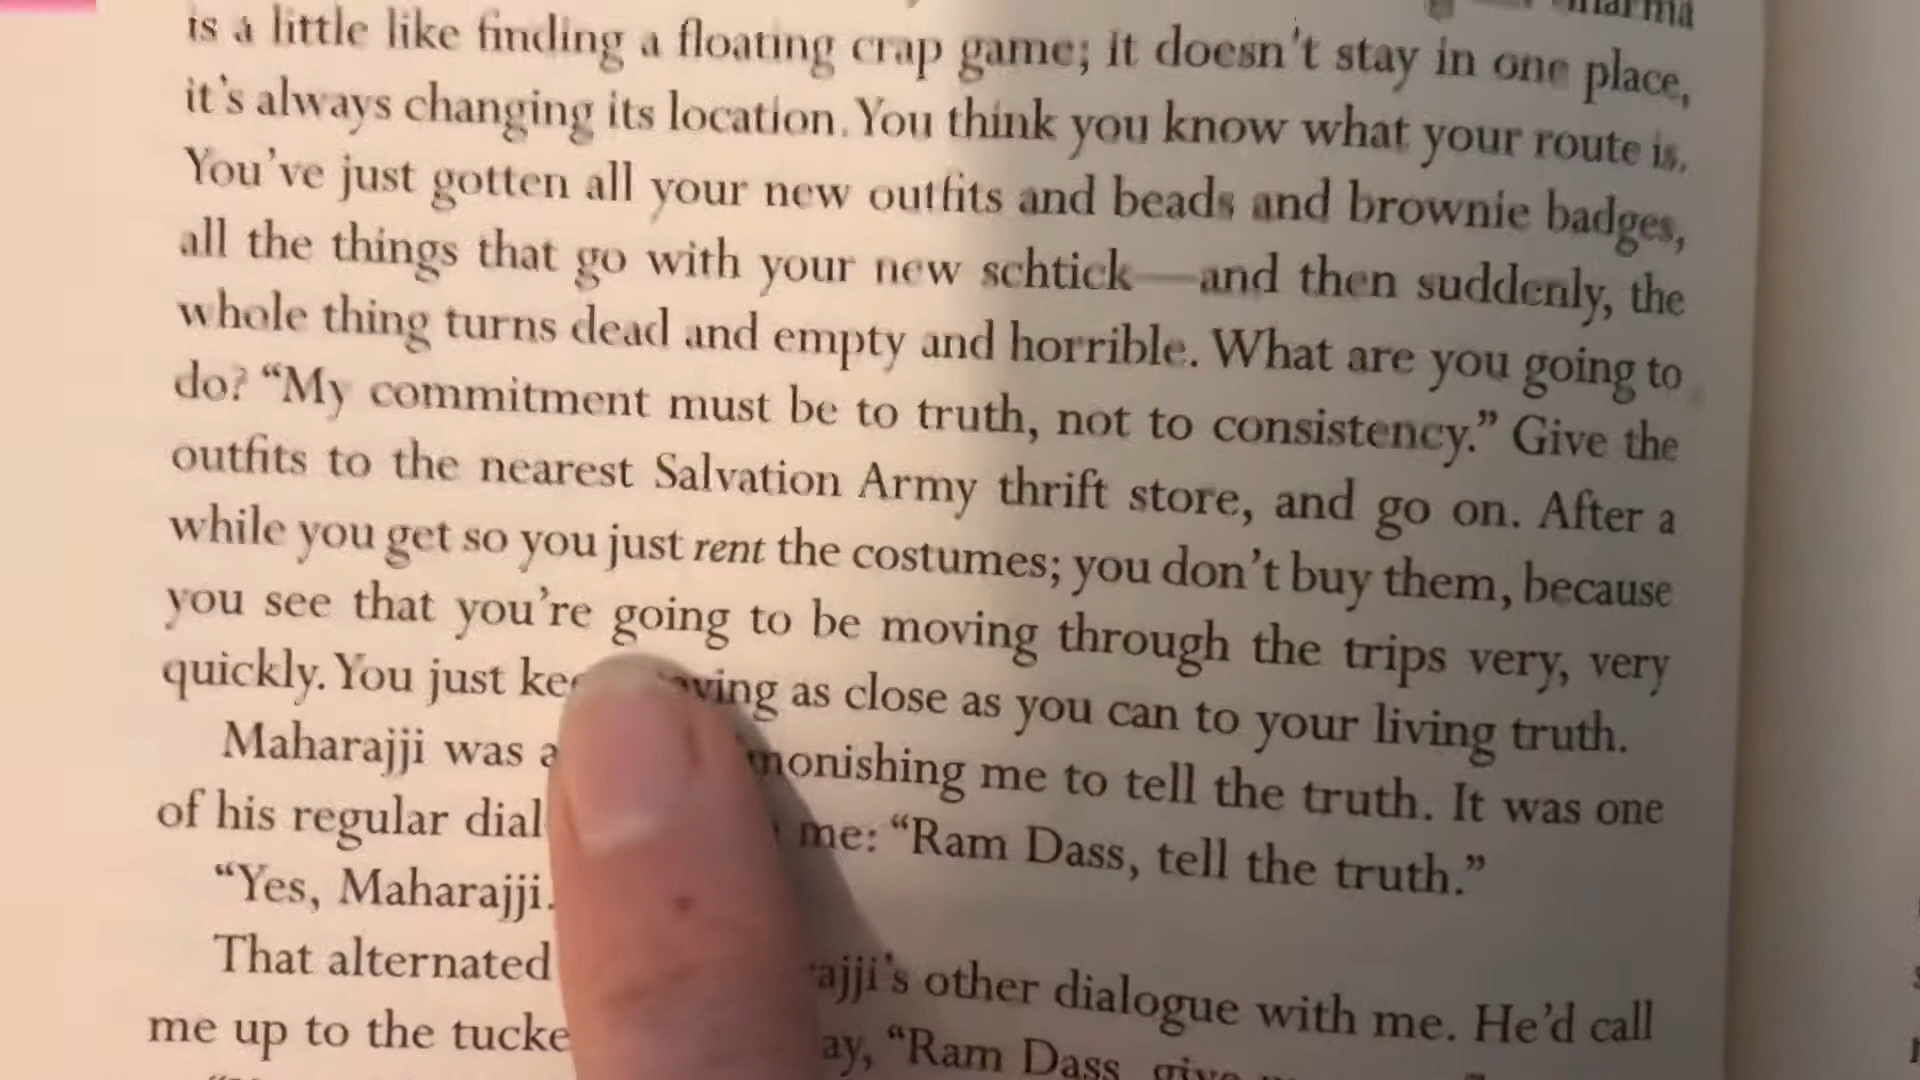 is a little like finding a floating crap game; it doesn't stay in one place,
it's always changing its location. You think you know what your route is.
You've just gotten all your new outfits and beads and brownie badges,
all the things that go with your new schtick—and then suddenly, the
whole thing turns dead and empty and horrible. What are you going to
do? “My commitment must be to truth, not to consistency.” Give the
outfits to the nearest Salvation Army thrift store, and go on. After a
while you get so you just rent the costumes; you don't buy them, because
you see that you're going to be moving through the trips very, very
quickly. You just as close as you can to your living truth.
Maharajji was me to tell the truth. It was one
of his regular me: “Ram Dass, tell the truth.”
“Yes, Maharajji.
That alternated other dialogue with me. He'd call
me up to the “Ram Dass,